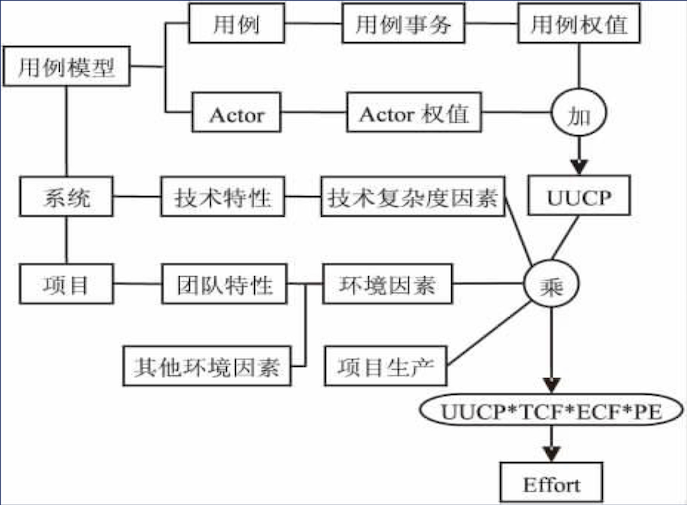 用例
用例事务
用例权值
用例模型
Actor
Actor 权值
加
系统
技术特性
技术复杂度因素
UUCP
项目
团队特性
环境因素
乘
其他环境因素
项目生产
UUCP*TCF*ECF*PE
Effort